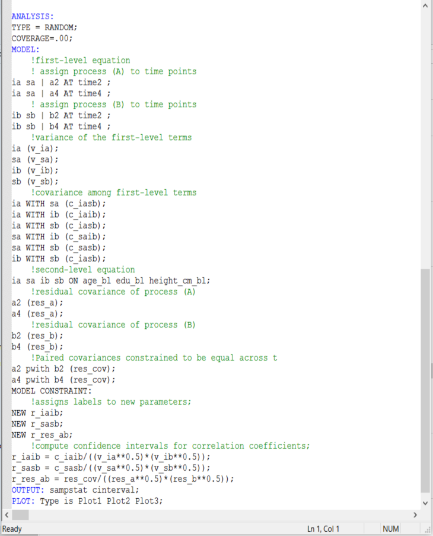 ANALYSIS:
TYPE = RANDOM;
COVERAGE=.00;
MODEL:
!first-level equation
! assign process (A) to time points
ia sa | a2 AT time2 ;
ia sa | a4 AT time4 ;
! assign process (B) to time points
ib sb | b2 AT time2 ;
ib sb | b4 AT time4 ;
!variance of the first-level terms
ia (v_ia);
sa (v_sa);
ib (v_ib);
sb (v_sb);
!covariance among first-level terms
ia WITH sa (c_iasb);
ia WITH ib (c_iaib);
ia WITH sb (c_iasb);
sa WITH ib (c_saib);
sa WITH sb (c_sasb);
ib WITH sb (c_iasb);
!second-level equation
ia sa ib sb ON age_bl edu_bl height_cm_bl;
!residual covariance of process (A)
a2 (res_a);
a4 (res_a);
!residual covariance of process (B)
b2 (res_b);
b4 (res_b);
!Paired covariances constrained to be equal across t
a2 pwith b2 (res_cov);
a4 pwith b4 (res_cov);
MODEL CONSTRAINT:
!assigns labels to new parameters;
NEW r_iaib;
NEW r_sasb;
NEW r_res_ab;
!compute confidence intervals for correlation coefficients;
r_iaib = c_iaib/((v_ia**0.5)*(v_ib**0.5));
r_sasb = c_sasb/((v_sa**0.5)*(v_sb**0.5));
r_res_ab = res_cov/((res_a**0.5)*(res_b**0.5));
OUTPUT: sampstat cinterval;
PLOT: Type is Plot1 Plot2 Plot3;
Ready Ln 1, Col 1 NUM